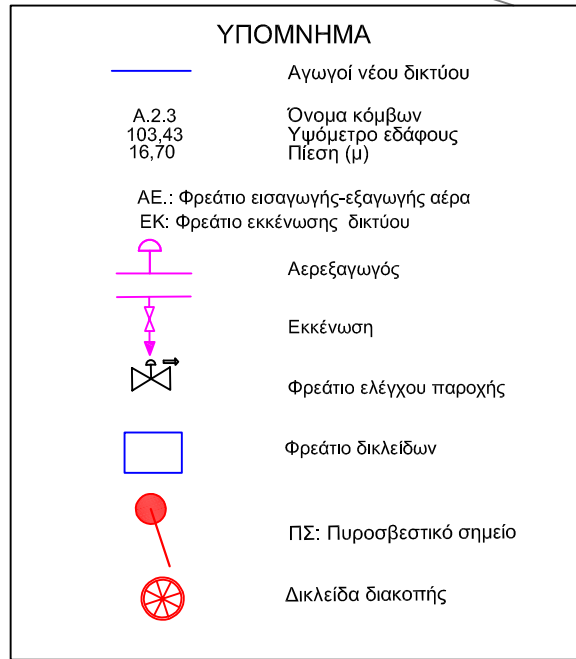 ΥΠΟΜΝΗΜΑ
Αγωγοί νέου δικτύου
Α.2.3 Όνομα κόμβων
103,43 Υψόμετρο εδάφους
16,70 Πίεση (μ)
ΑΕ.: Φρεάτιο εισαγωγής-εξαγωγής αέρα
ΕΚ: Φρεάτιο εκκένωσης δικτύου
Αερεξαγωγός
Εκκένωση
Φρεάτιο ελέγχου παροχής
Φρεάτιο δικλείδων
ΠΣ: Πυροσβεστικό σημείο
Δικλείδα διακοπής